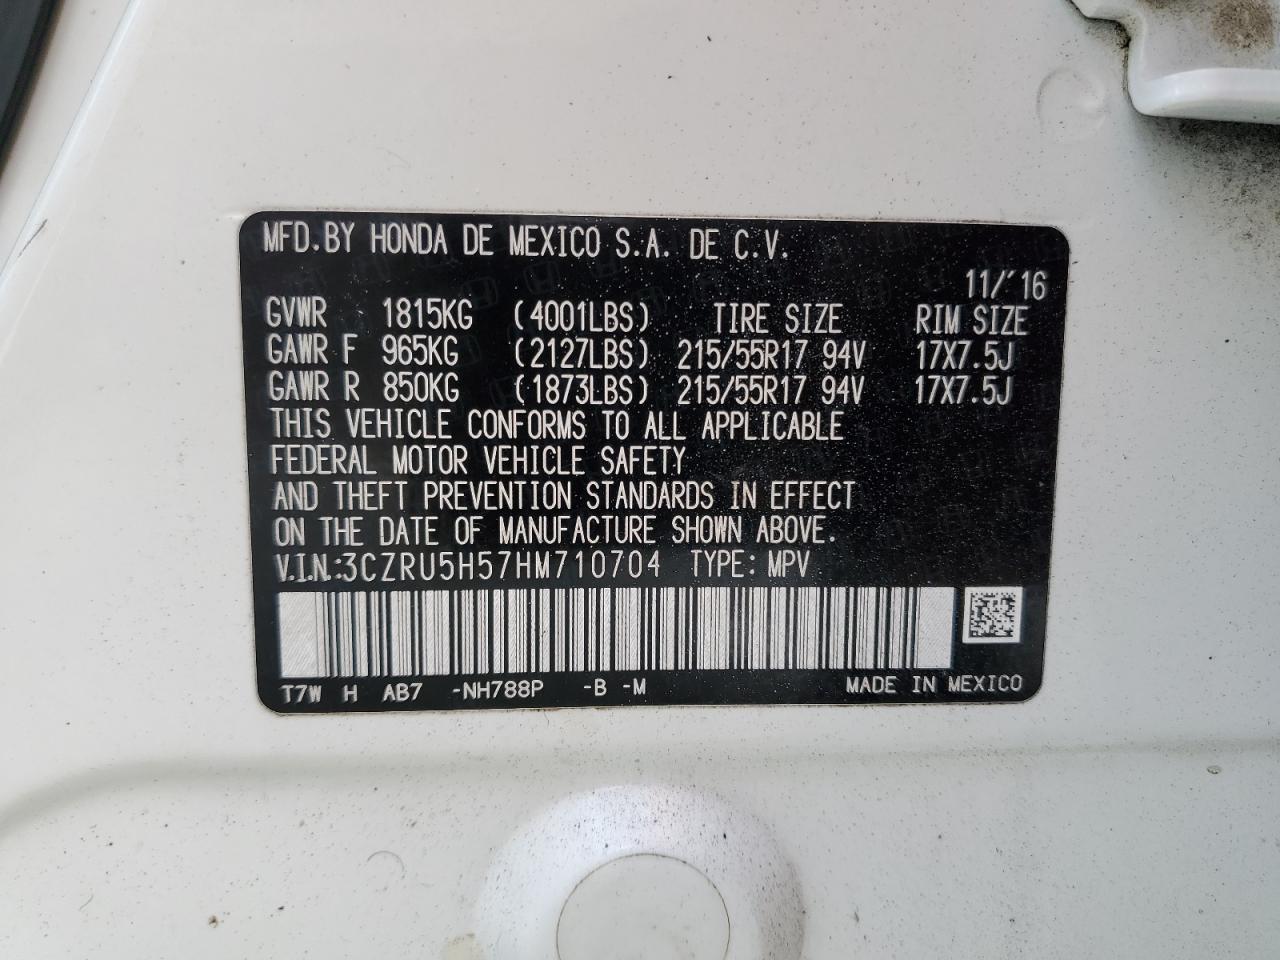 MFD.BY HONDA DE MEXICO S.A. DE C.V.
11/'16
GVWR 1815KG (4001LBS) TIRE SIZE RIM SIZE
GAWR F 965KG (2127LBS) 215/55R17 94V 17X7.5J
GAWR R 850KG (1873LBS) 215/55R17 94V 17X7.5J
THIS VEHICLE CONFORMS TO ALL APPLICABLE
FEDERAL MOTOR VEHICLE SAFETY
AND THEFT PREVENTION STANDARDS IN EFFECT
ON THE DATE OF MANUFACTURE SHOWN ABOVE.
V.I.N.:3CZRU5H57HM710704 TYPE: MPV
T7W H AB7 -NH788P -B -M MADE IN MEXICO